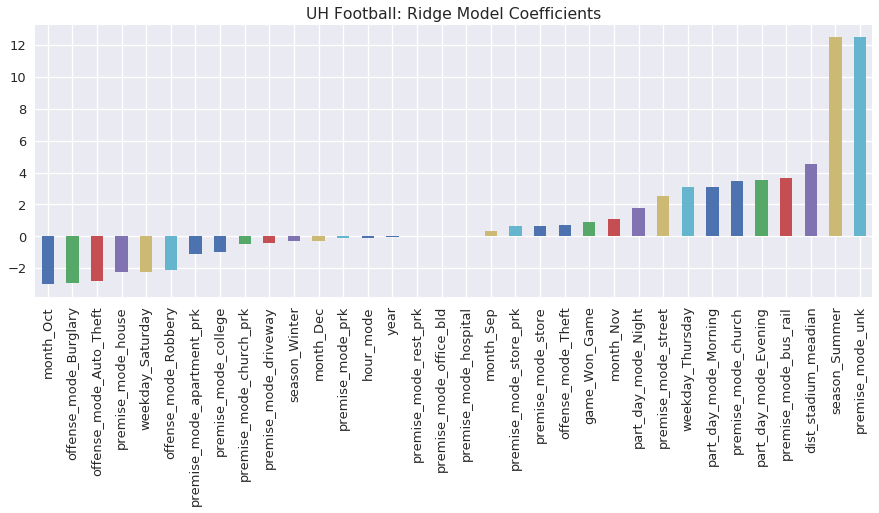 UH Football: Ridge Model Coefficients
12
10
8
6
4
2
0
−2
month_Oct
offense_mode_Burglary
offense_mode_Auto_Theft
premise_mode_house
weekday_Saturday
offense_mode_Robbery
premise_mode_apartment_prk
premise_mode_college
premise_mode_church_prk
premise_mode_driveway
season_Winter
month_Dec
premise_mode_prk
hour_mode
year
premise_mode_rest_prk
premise_mode_office_bld
premise_mode_hospital
month_Sep
premise_mode_store_prk
premise_mode_store
offense_mode_Theft
game_Won_Game
month_Nov
part_day_mode_Night
premise_mode_street
weekday_Thursday
part_day_mode_Morning
premise_mode_church
part_day_mode_Evening
premise_mode_bus_rail
dist_stadium_meadian
season_Summer
premise_mode_unk